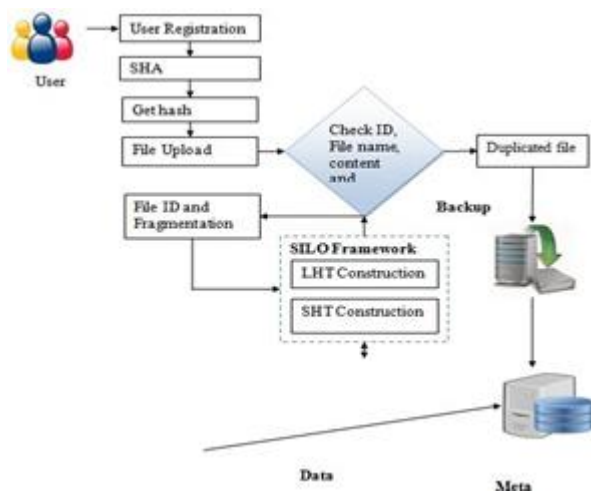 User Registration
User
SHA
Get hash
File Upload
Check ID,
File name,
content
and
Duplicated file
File ID and
Fragmentation
Backup
SILO Framework
LHT Construction
SHT Construction
Data
Meta